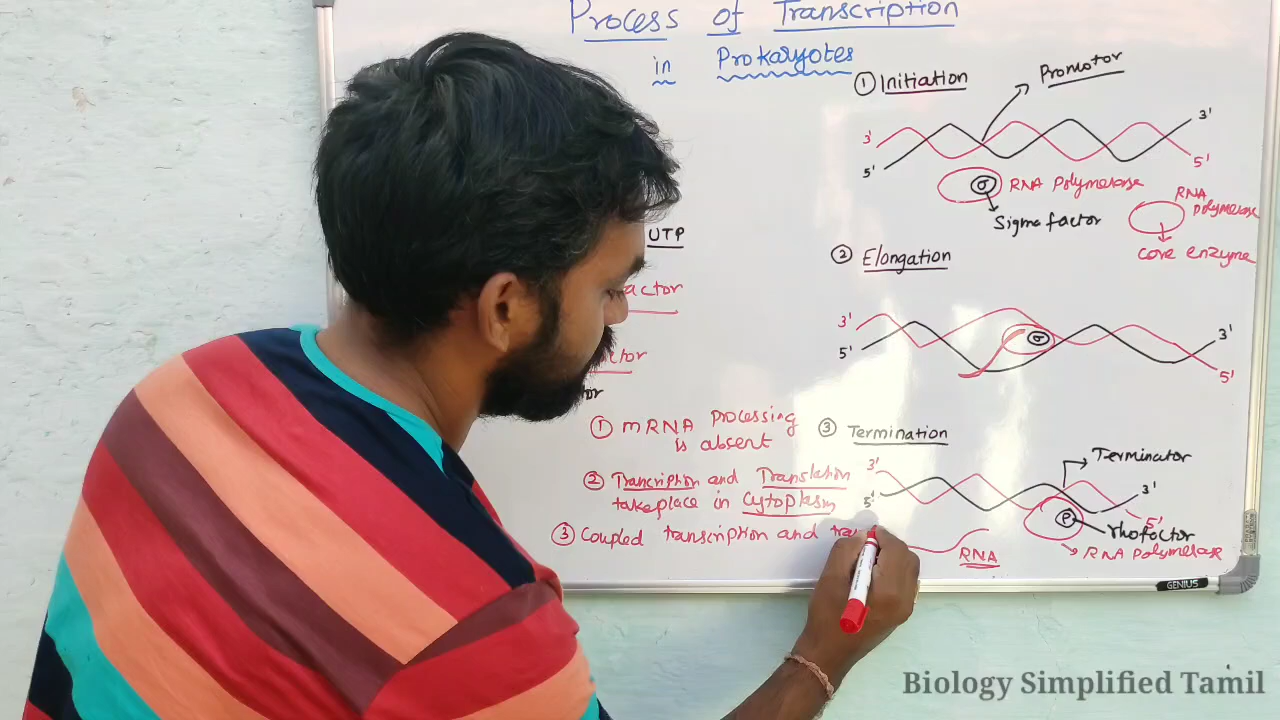 Process of Transcription
in Prokaryotes
UTP
actor
ctor
tor
① mRNA Processing
is absent
② Trancription and Translation
takeplace in Cytoplasm
③ Coupled transcription and tra
① Initiation
Promotor
3'
5'
3'
5'
σ
RNA Polymerase
Sigma factor
RNA
Polymerase
core enzyme
② Elongation
3'
5'
σ
3'
5'
③ Termination
Terminator
3'
5'
3'
5'
ρ
rhofactor
RNA Polymerase
RNA
GENIUS
Biology Simplified Tamil